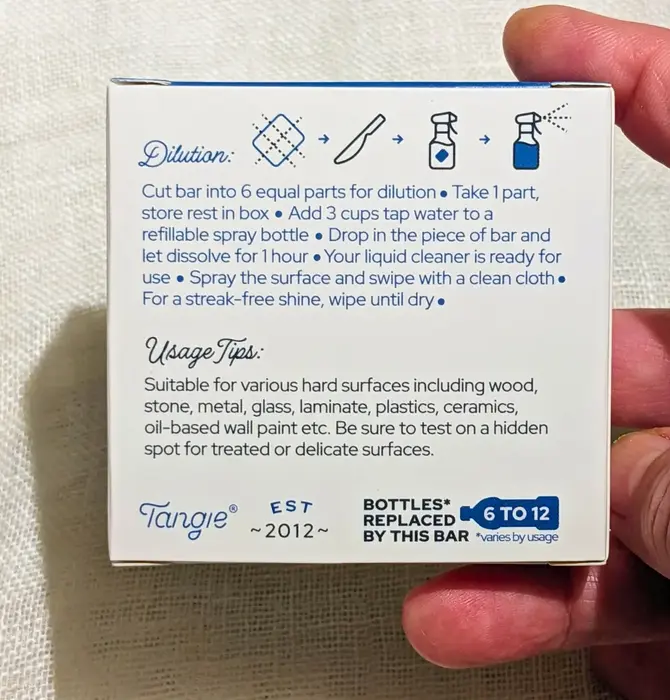 Dilution:
Cut bar into 6 equal parts for dilution • Take 1 part,
store rest in box • Add 3 cups tap water to a
refillable spray bottle • Drop in the piece of bar and
let dissolve for 1 hour • Your liquid cleaner is ready for
use • Spray the surface and swipe with a clean cloth •
For a streak-free shine, wipe until dry •
Usage Tips:
Suitable for various hard surfaces including wood,
stone, metal, glass, laminate, plastics, ceramics,
oil-based wall paint etc. Be sure to test on a hidden
spot for treated or delicate surfaces.
Tangie®
EST
~2012~
BOTTLES*
REPLACED
BY THIS BAR
6 TO 12
*varies by usage